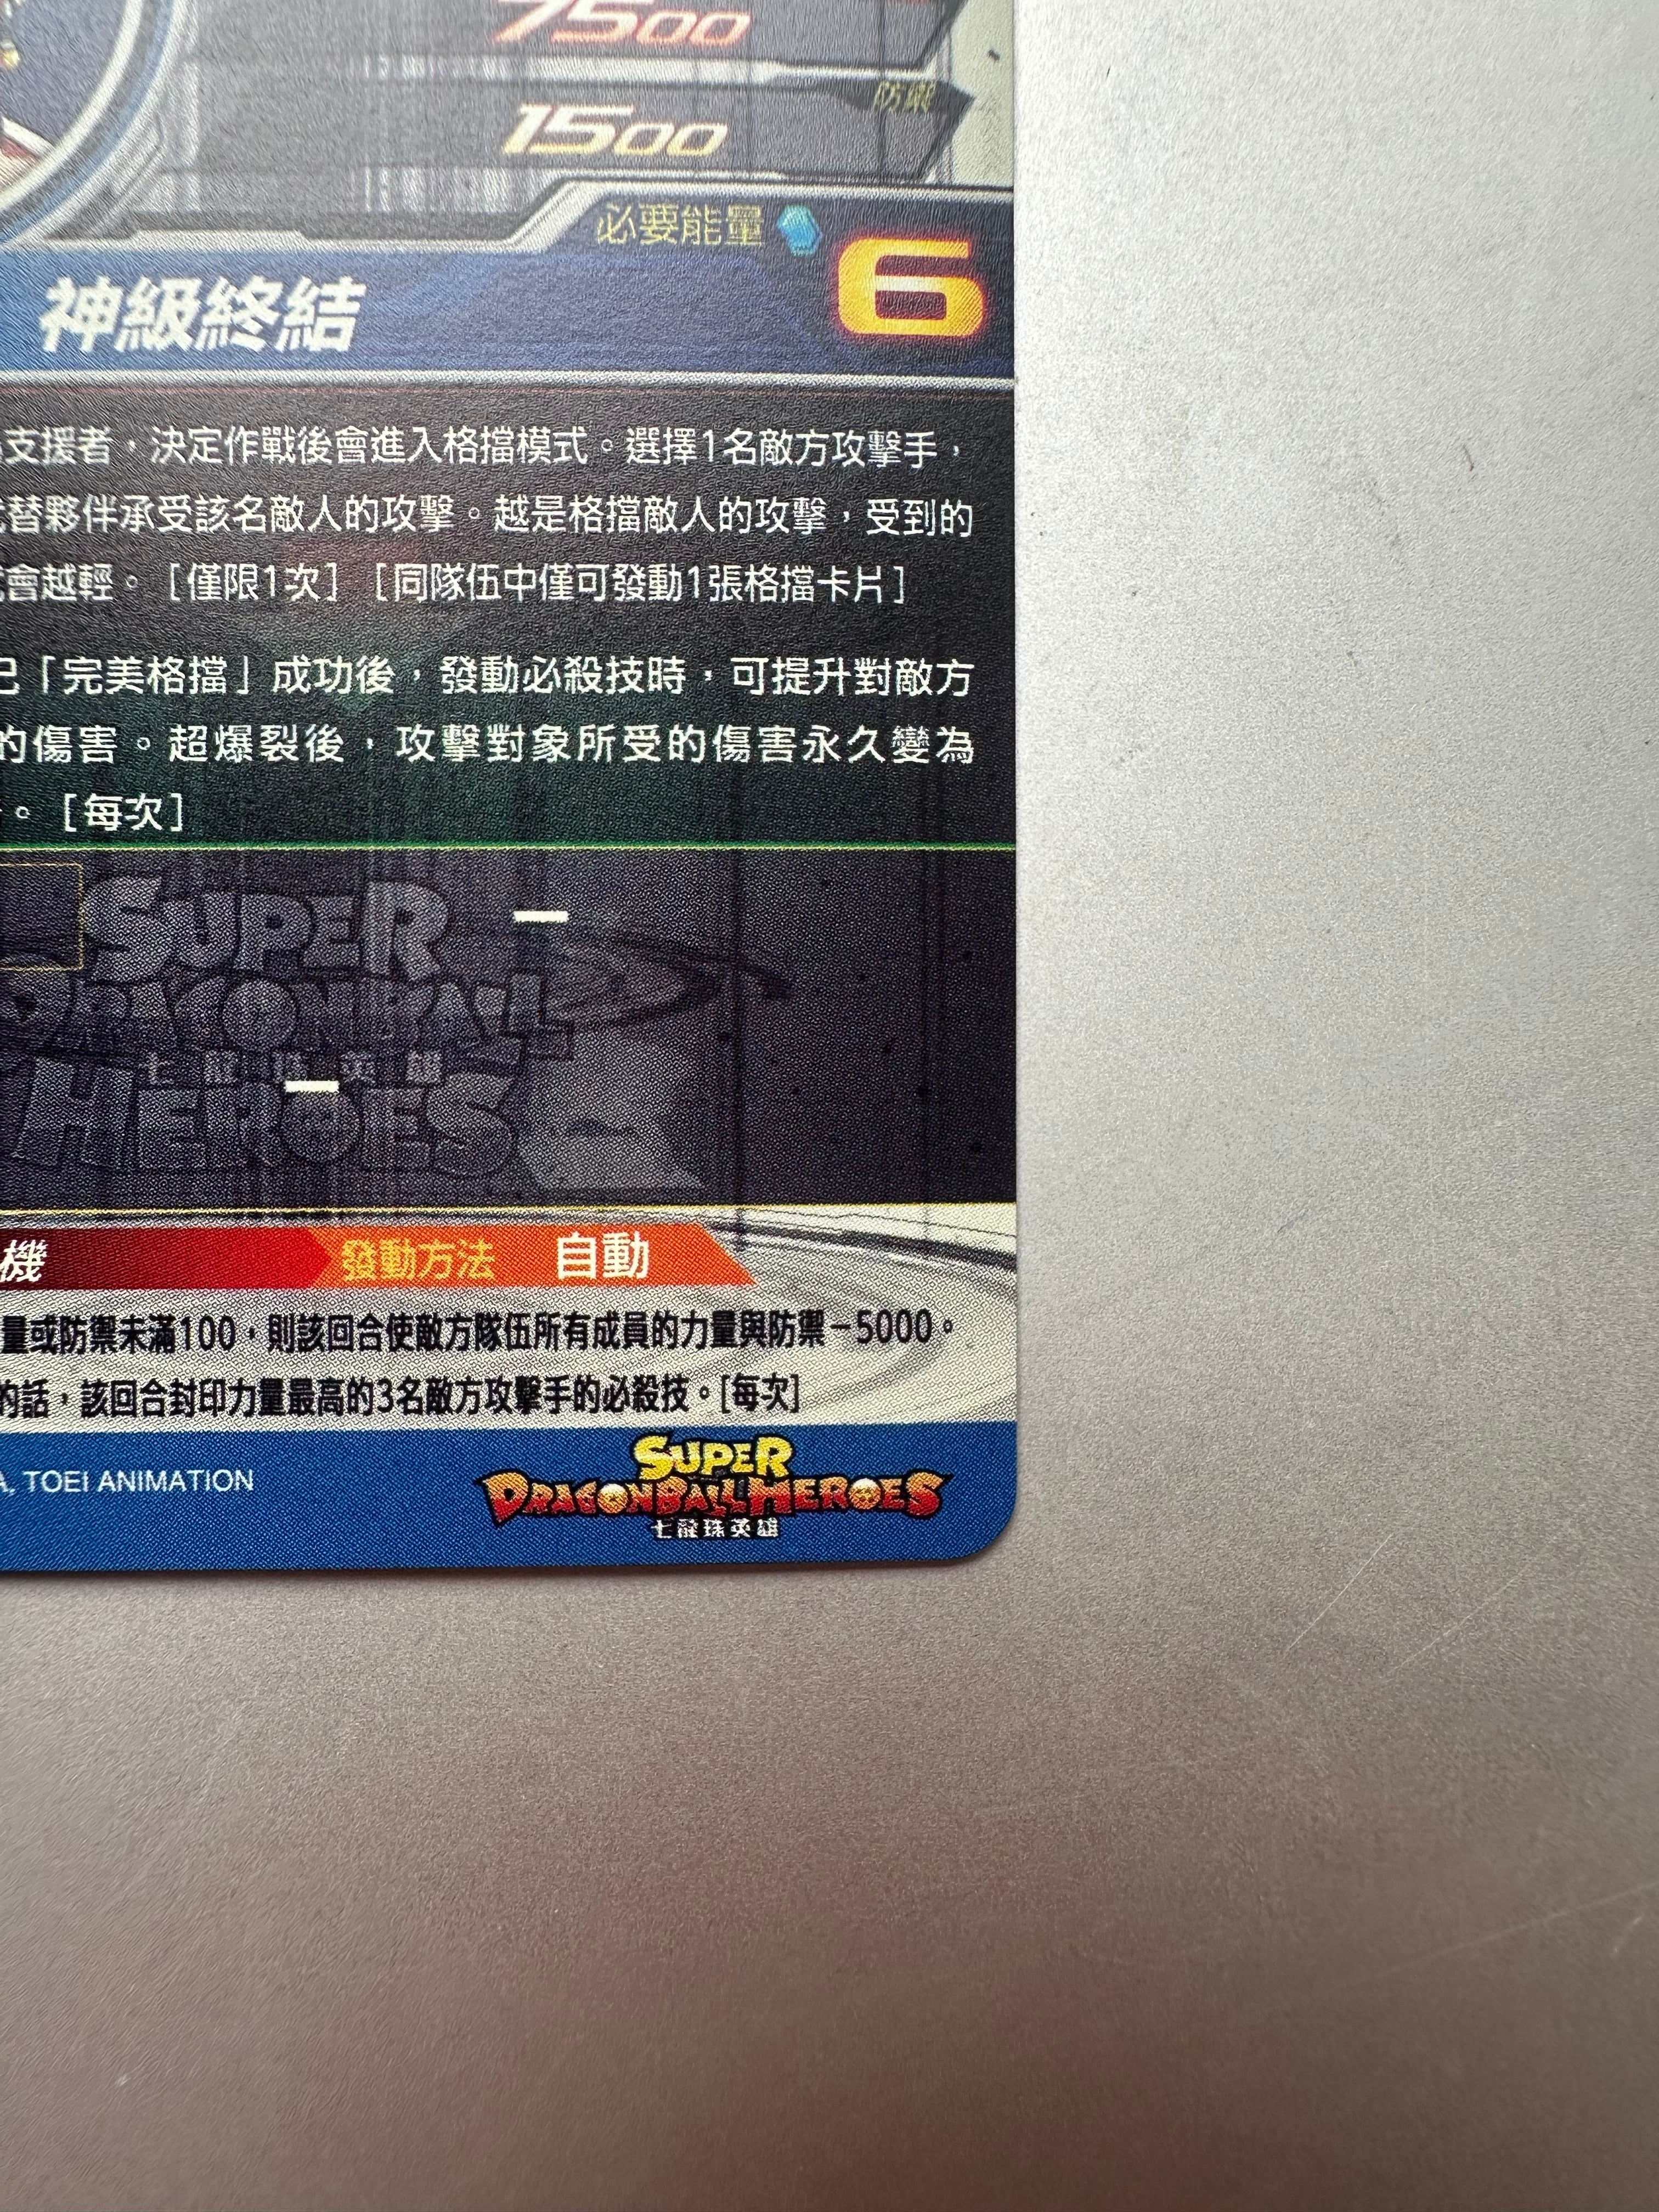 7500
防禦
1500
必要能量
6
神級終結
支援者，決定作戰後會進入格擋模式。選擇1名敵方攻擊手，
替夥伴承受該名敵人的攻擊。越是格擋敵人的攻擊，受到的
會越輕。［僅限1次］［同隊伍中僅可發動1張格擋卡片］
己「完美格擋」成功後，發動必殺技時，可提升對敵方
的傷害。超爆裂後，攻擊對象所受的傷害永久變為
。［每次］
SUPER
DRAGONBALL
七龍珠英雄
HEROES
機 發動方法 自動
量或防禦未滿100，則該回合使敵方隊伍所有成員的力量與防禦－5000。
的話，該回合封印力量最高的3名敵方攻擊手的必殺技。[每次]
A, TOEI ANIMATION
SUPER
DRAGONBALL HEROES
七龍珠英雄